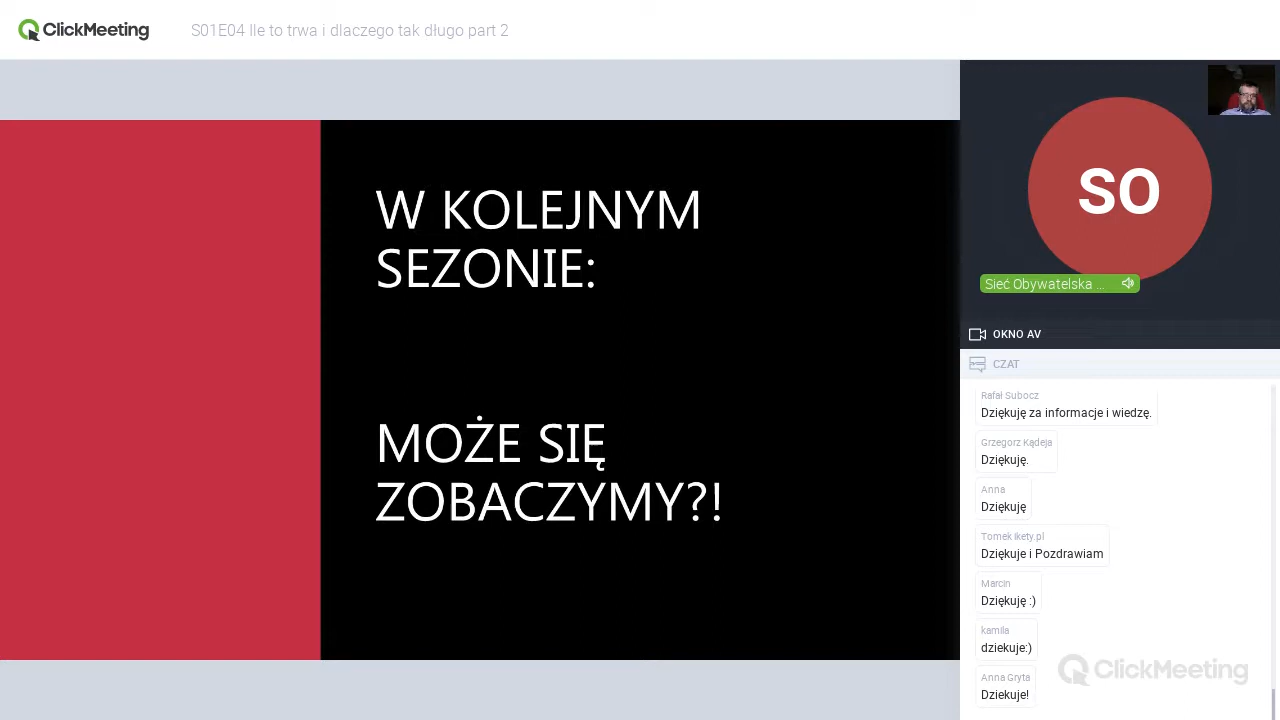 ClickMeeting
S01E04 Ile to trwa i dlaczego tak długo part 2
W KOLEJNYM
SEZONIE:
MOŻE SIĘ
ZOBACZYMY?!
SO
Sieć Obywatelska ...
OKNO AV
CZAT
Rafał Subocz
Dziękuję za informacje i wiedzę.
Grzegorz Kądeja
Dziękuję.
Anna
Dziękuję
Tomek ikety.pl
Dziękuje i Pozdrawiam
Marcin
Dziękuję :)
kamila
dziekuje:)
Anna Gryta
Dziekuje!
ClickMeeting